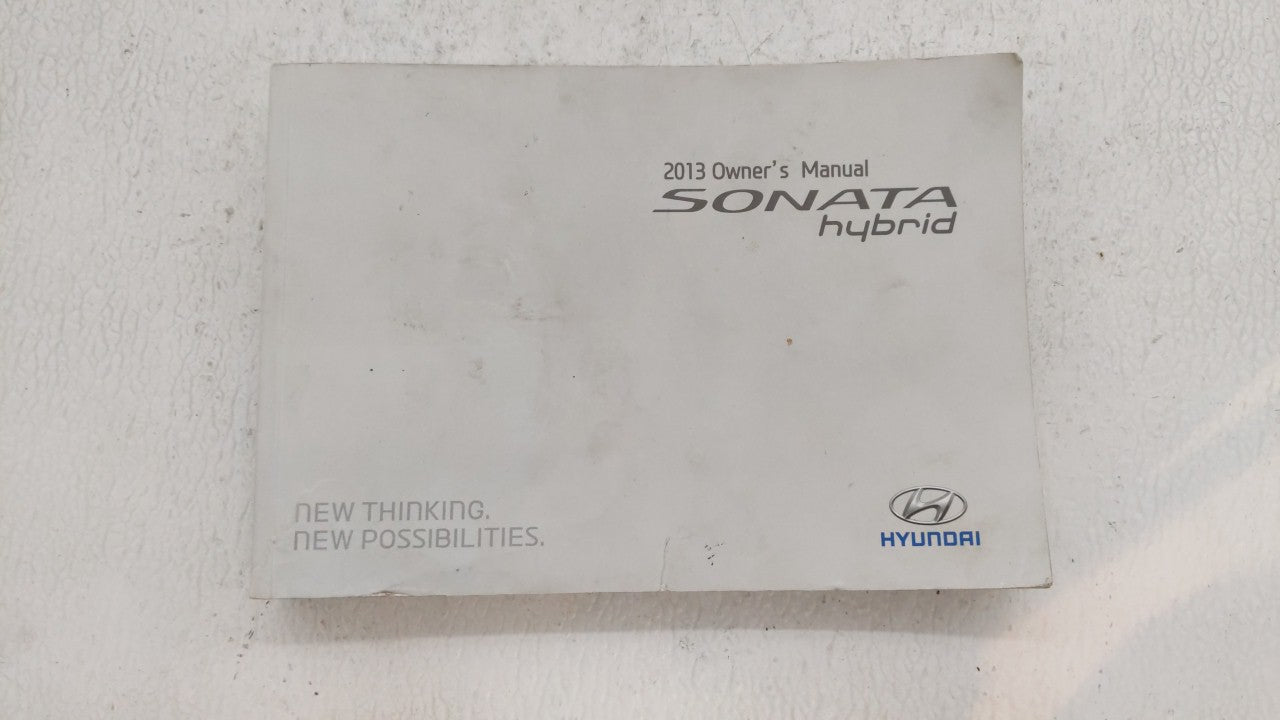 2013 Owner's Manual
SONATA
hybrid
NEW THINKING.
NEW POSSIBILITIES.
HYUNDAI